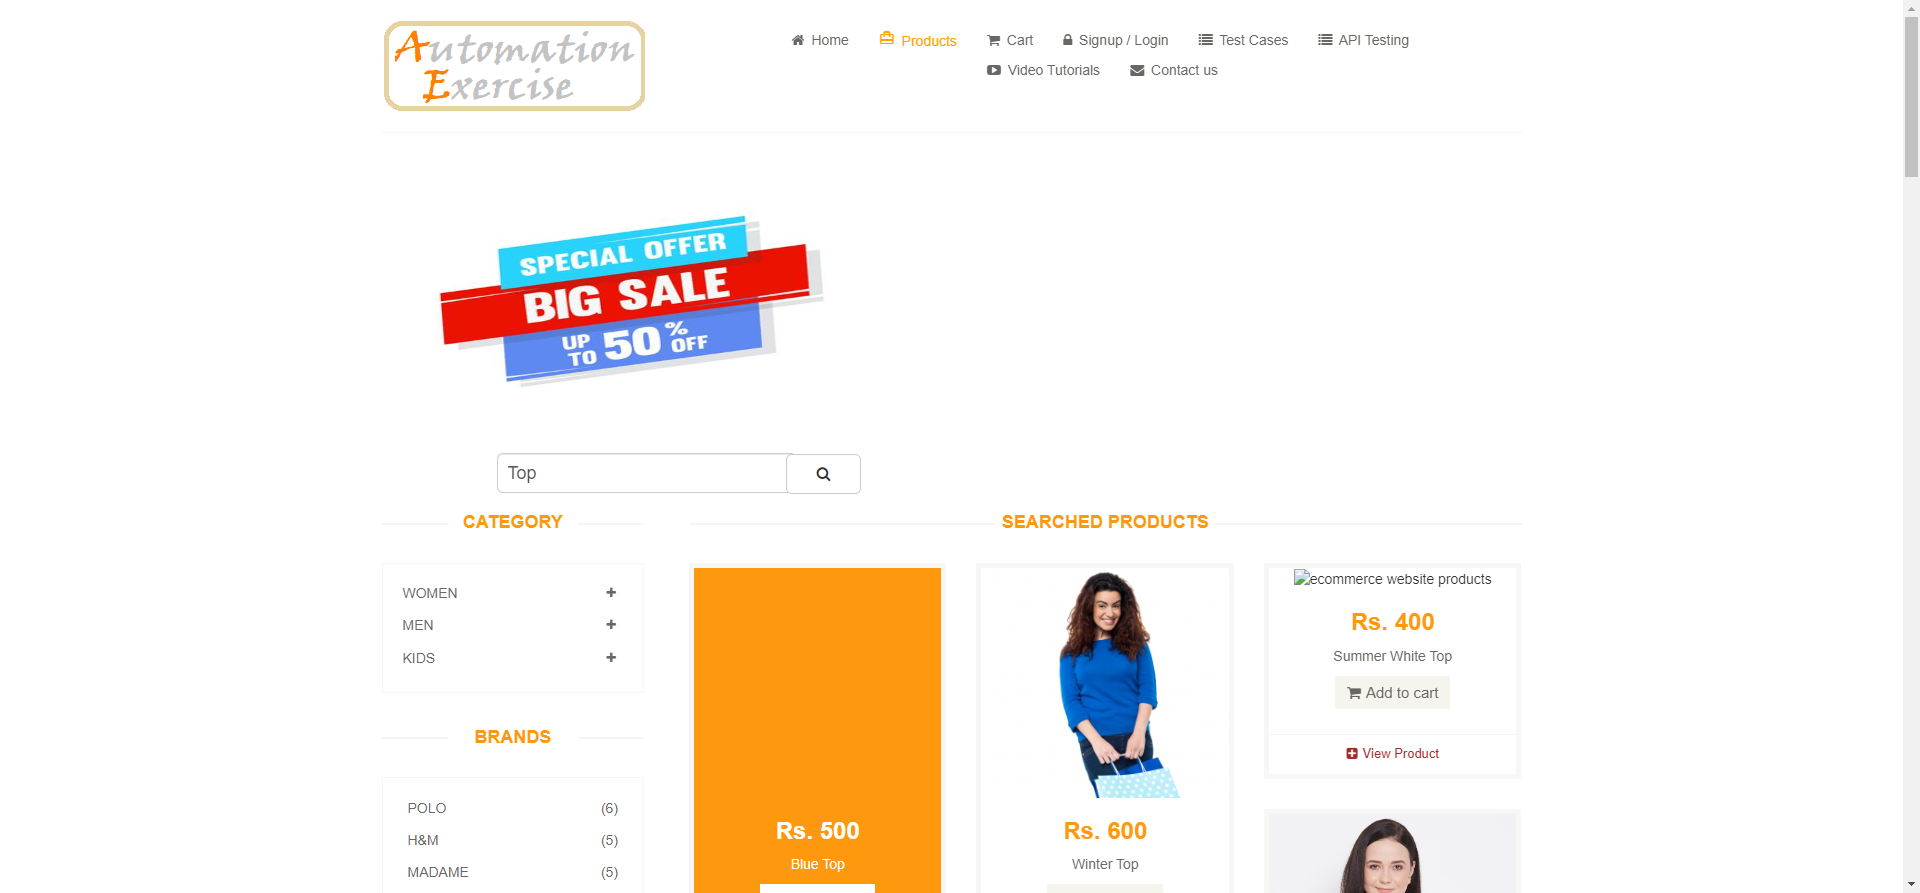 Automation
Exercise
Home
Products
Cart
Signup / Login
Test Cases
API Testing
Video Tutorials
Contact us
SPECIAL OFFER
BIG SALE
UP TO 50% OFF
Top
CATEGORY
WOMEN
MEN
KIDS
BRANDS
POLO (6)
H&M (5)
MADAME (5)
SEARCHED PRODUCTS
Rs. 500
Blue Top
Rs. 600
Winter Top
ecommerce website products
Rs. 400
Summer White Top
Add to cart
View Product